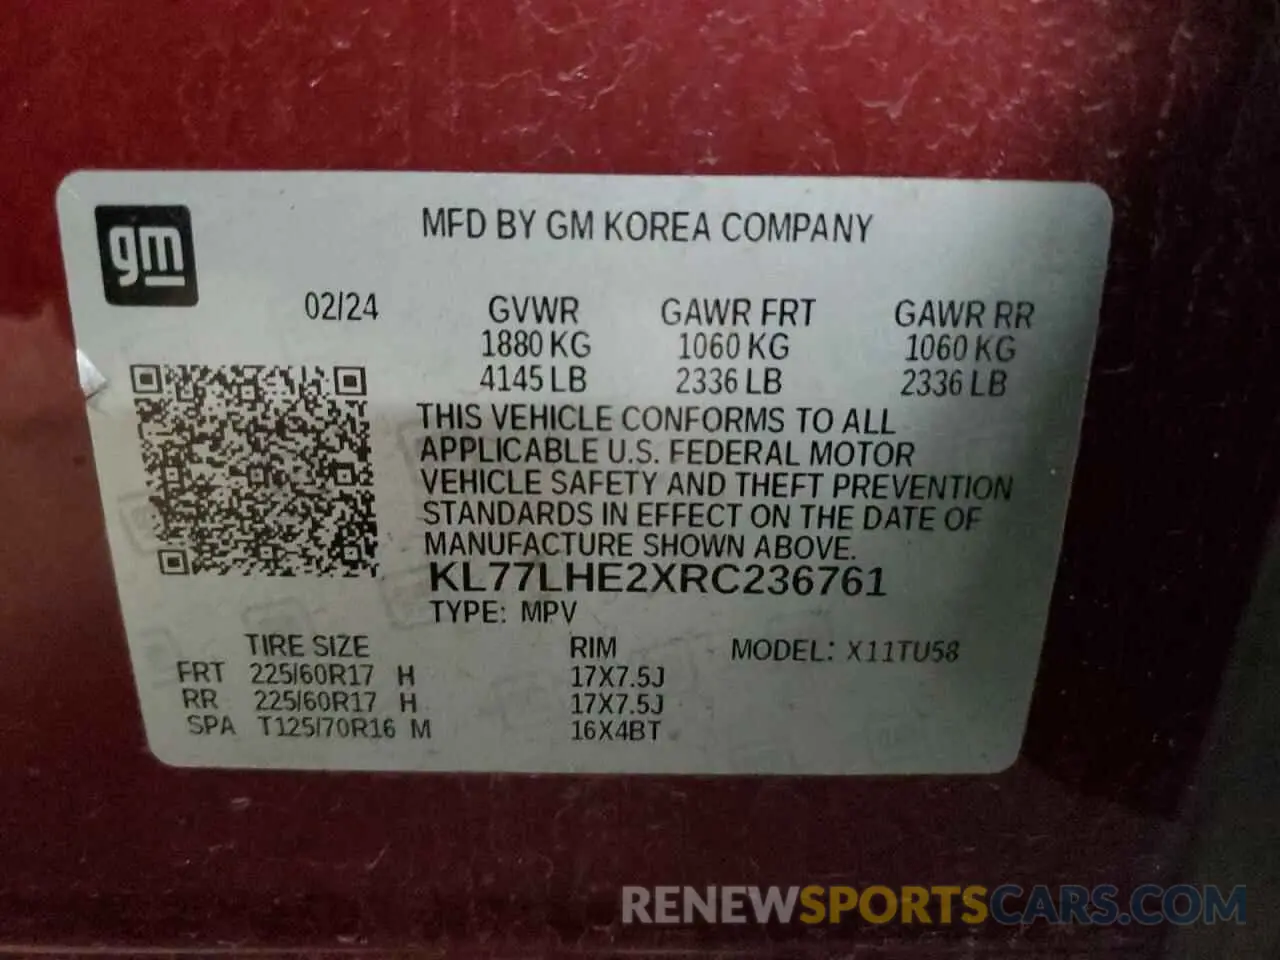 gm
MFD BY GM KOREA COMPANY
02/24 GVWR GAWR FRT GAWR RR
1880 KG 1060 KG 1060 KG
4145 LB 2336 LB 2336 LB
THIS VEHICLE CONFORMS TO ALL
APPLICABLE U.S. FEDERAL MOTOR
VEHICLE SAFETY AND THEFT PREVENTION
STANDARDS IN EFFECT ON THE DATE OF
MANUFACTURE SHOWN ABOVE.
KL77LHE2XRC236761
TYPE: MPV
TIRE SIZE RIM MODEL: X11TU58
FRT 225/60R17 H 17X7.5J
RR 225/60R17 H 17X7.5J
SPA T125/70R16 M 16X4BT
RENEWSPORTSCARS.COM